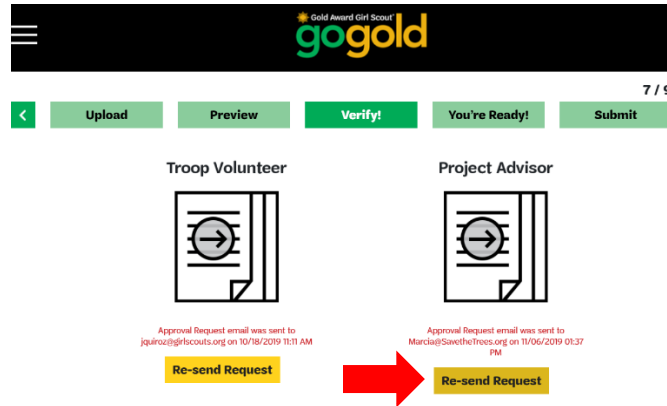 Gold Award Girl Scout
gogold
7 / 9
< Upload Preview Verify! You're Ready! Submit
Troop Volunteer
Approval Request email was sent to
jquiroz@girlscouts.org on 10/18/2019 11:11 AM
Re-send Request
Project Advisor
Approval Request email was sent to
Marcia@SavetheTrees.org on 11/06/2019 01:37
PM
Re-send Request